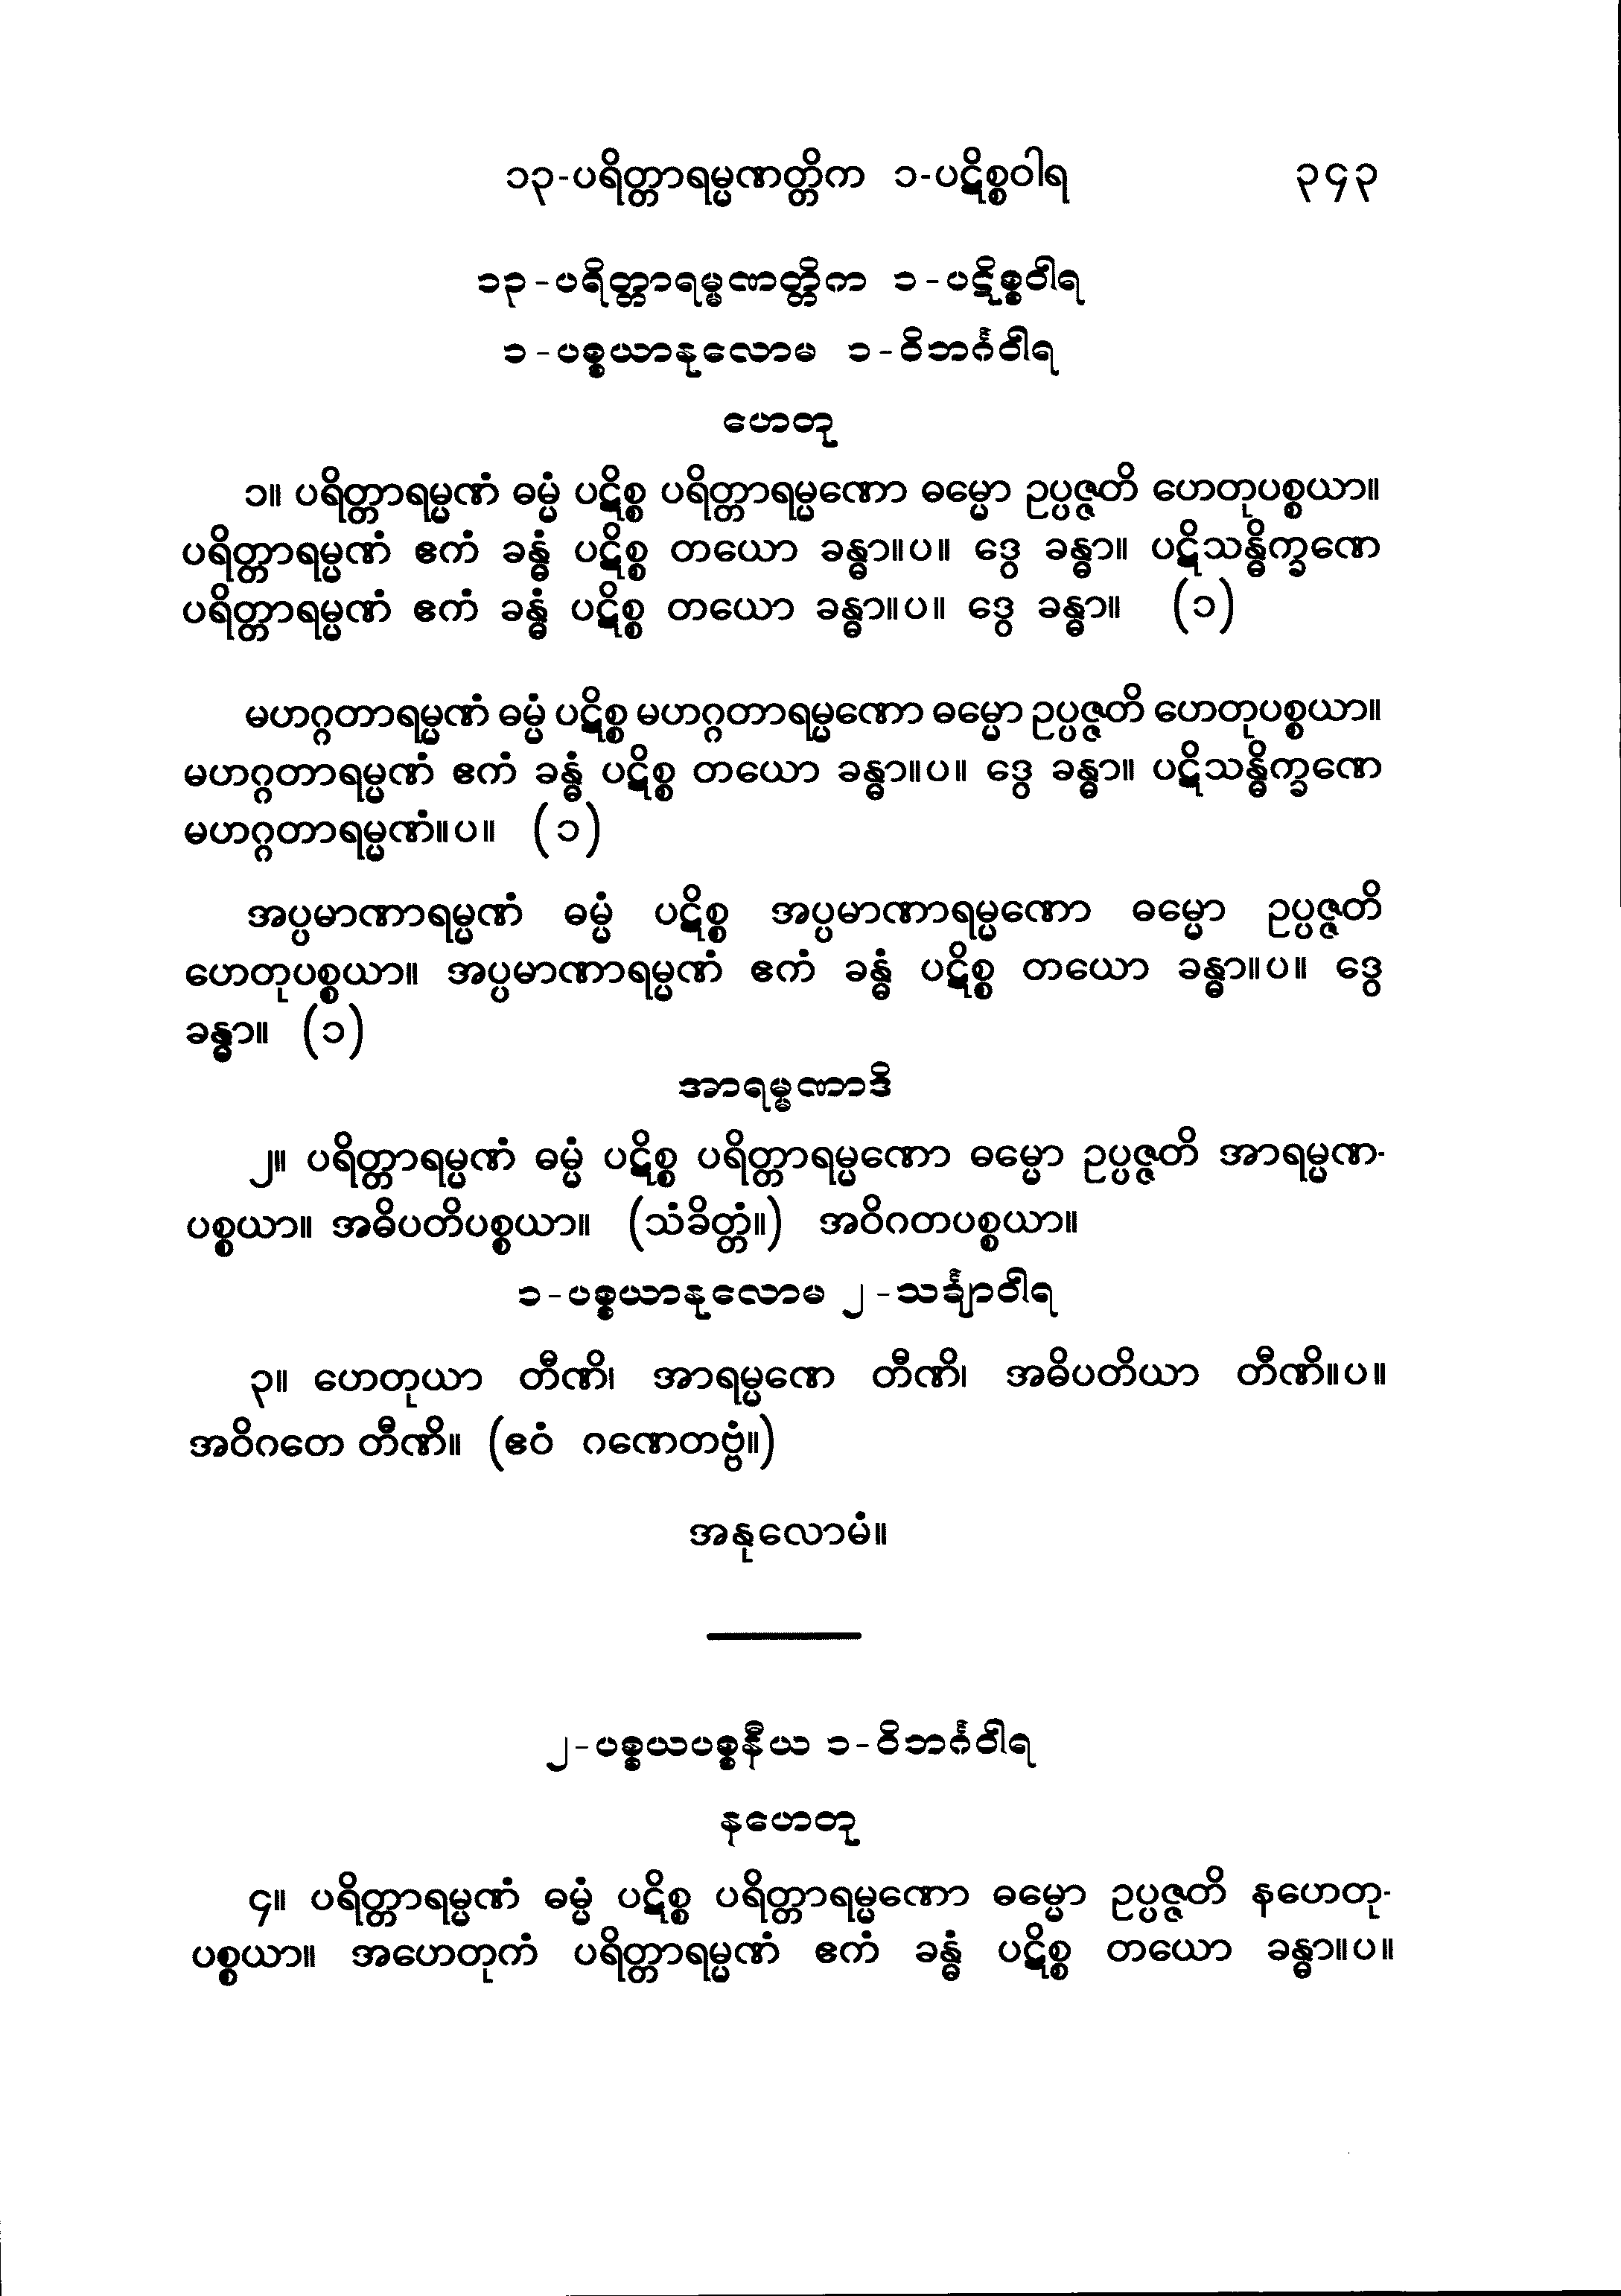 ၁၃-ပရိတ္တာရမ္မဏတ္တိက ၁-ပဋိစ္စဝါရ ၃၄၃
၁၃-ပရိတ္တာရမ္မဏတ္တိက ၁-ပဋိစ္စဝါရ
၁-ပစ္စယာနုလောမ ၁-ဝိဘင်္ဂဝါရ
ဟေတု
၁။ ပရိတ္တာရမ္မဏံ ဓမ္မံ ပဋိစ္စ ပရိတ္တာရမ္မဏော ဓမ္မော ဥပ္ပဇ္ဇတိ ဟေတုပစ္စယာ။
ပရိတ္တာရမ္မဏံ ဧကံ ခန္ဓံ ပဋိစ္စ တယော ခန္ဓာ။ပ။ ဒွေ ခန္ဓာ။ ပဋိသန္ဓိက္ခဏေ
ပရိတ္တာရမ္မဏံ ဧကံ ခန္ဓံ ပဋိစ္စ တယော ခန္ဓာ။ပ။ ဒွေ ခန္ဓာ။ (၁)
မဟဂ္ဂတာရမ္မဏံ ဓမ္မံ ပဋိစ္စ မဟဂ္ဂတာရမ္မဏော ဓမ္မော ဥပ္ပဇ္ဇတိ ဟေတုပစ္စယာ။
မဟဂ္ဂတာရမ္မဏံ ဧကံ ခန္ဓံ ပဋိစ္စ တယော ခန္ဓာ။ပ။ ဒွေ ခန္ဓာ။ ပဋိသန္ဓိက္ခဏေ
မဟဂ္ဂတာရမ္မဏံ။ပ။ (၁)
အပ္ပမာဏာရမ္မဏံ ဓမ္မံ ပဋိစ္စ အပ္ပမာဏာရမ္မဏော ဓမ္မော ဥပ္ပဇ္ဇတိ
ဟေတုပစ္စယာ။ အပ္ပမာဏာရမ္မဏံ ဧကံ ခန္ဓံ ပဋိစ္စ တယော ခန္ဓာ။ပ။ ဒွေ
ခန္ဓာ။ (၁)
အာရမ္မဏာဒိ
၂။ ပရိတ္တာရမ္မဏံ ဓမ္မံ ပဋိစ္စ ပရိတ္တာရမ္မဏော ဓမ္မော ဥပ္ပဇ္ဇတိ အာရမ္မဏ-
ပစ္စယာ။ အဓိပတိပစ္စယာ။ (သံခိတ္တံ။) အဝိဂတပစ္စယာ။
၁-ပစ္စယာနုလောမ ၂-သင်္ချာဝါရ
၃။ ဟေတုယာ တီဏိ၊ အာရမ္မဏေ တီဏိ၊ အဓိပတိယာ တီဏိ။ပ။
အဝိဂတေ တီဏိ။ (ဧဝံ ဂဏေတဗ္ဗံ။)
အနုလောမံ။
၂-ပစ္စယပစ္စနီယ ၁-ဝိဘင်္ဂဝါရ
နဟေတု
၄။ ပရိတ္တာရမ္မဏံ ဓမ္မံ ပဋိစ္စ ပရိတ္တာရမ္မဏော ဓမ္မော ဥပ္ပဇ္ဇတိ နဟေတု-
ပစ္စယာ။ အဟေတုကံ ပရိတ္တာရမ္မဏံ ဧကံ ခန္ဓံ ပဋိစ္စ တယော ခန္ဓာ။ပ။